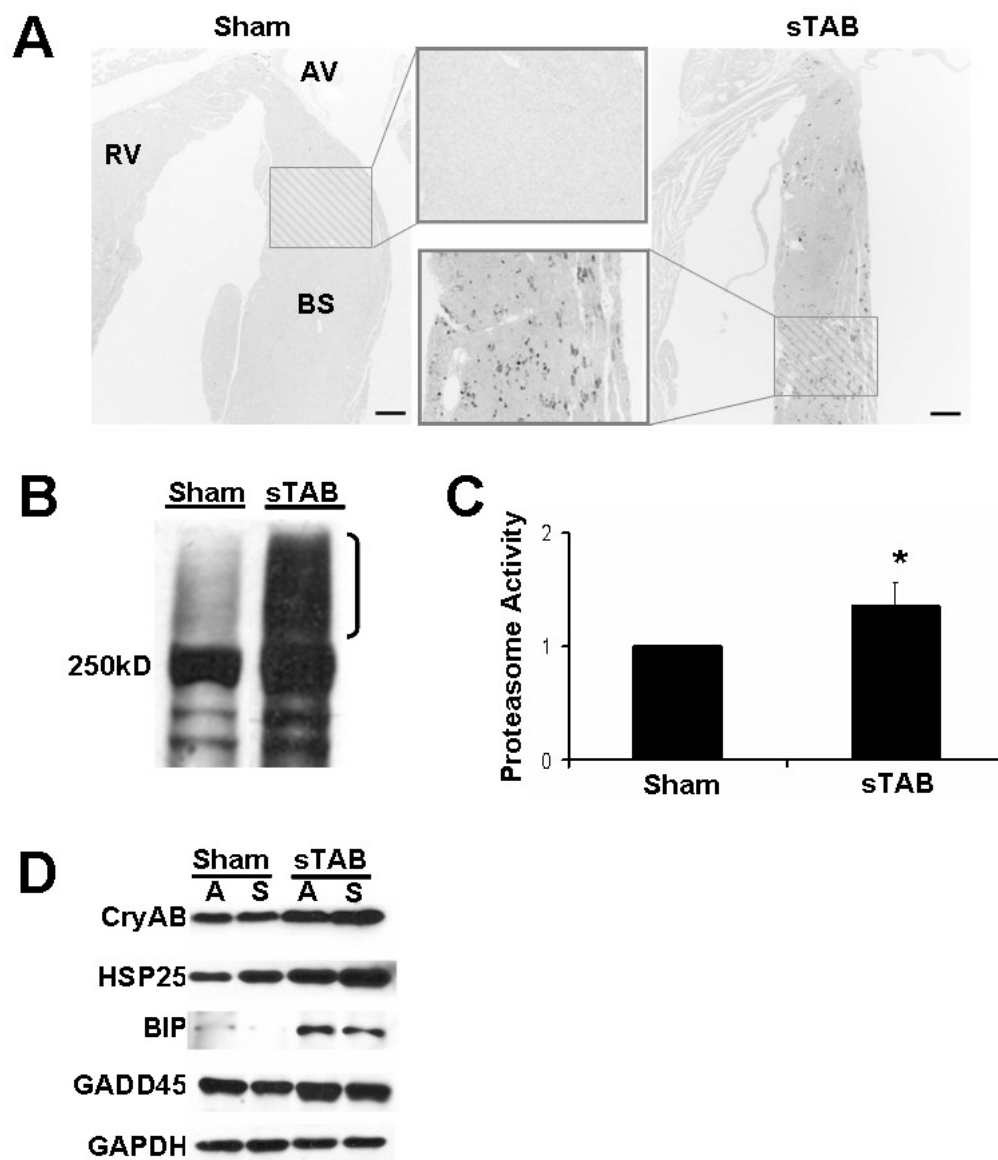 A
Sham
sTAB
AV
RV
BS
B
Sham sTAB
250kD
C
Proteasome Activity
2
*
1
0
Sham
sTAB
D
Sham sTAB
A S A S
CryAB
HSP25
BIP
GADD45
GAPDH